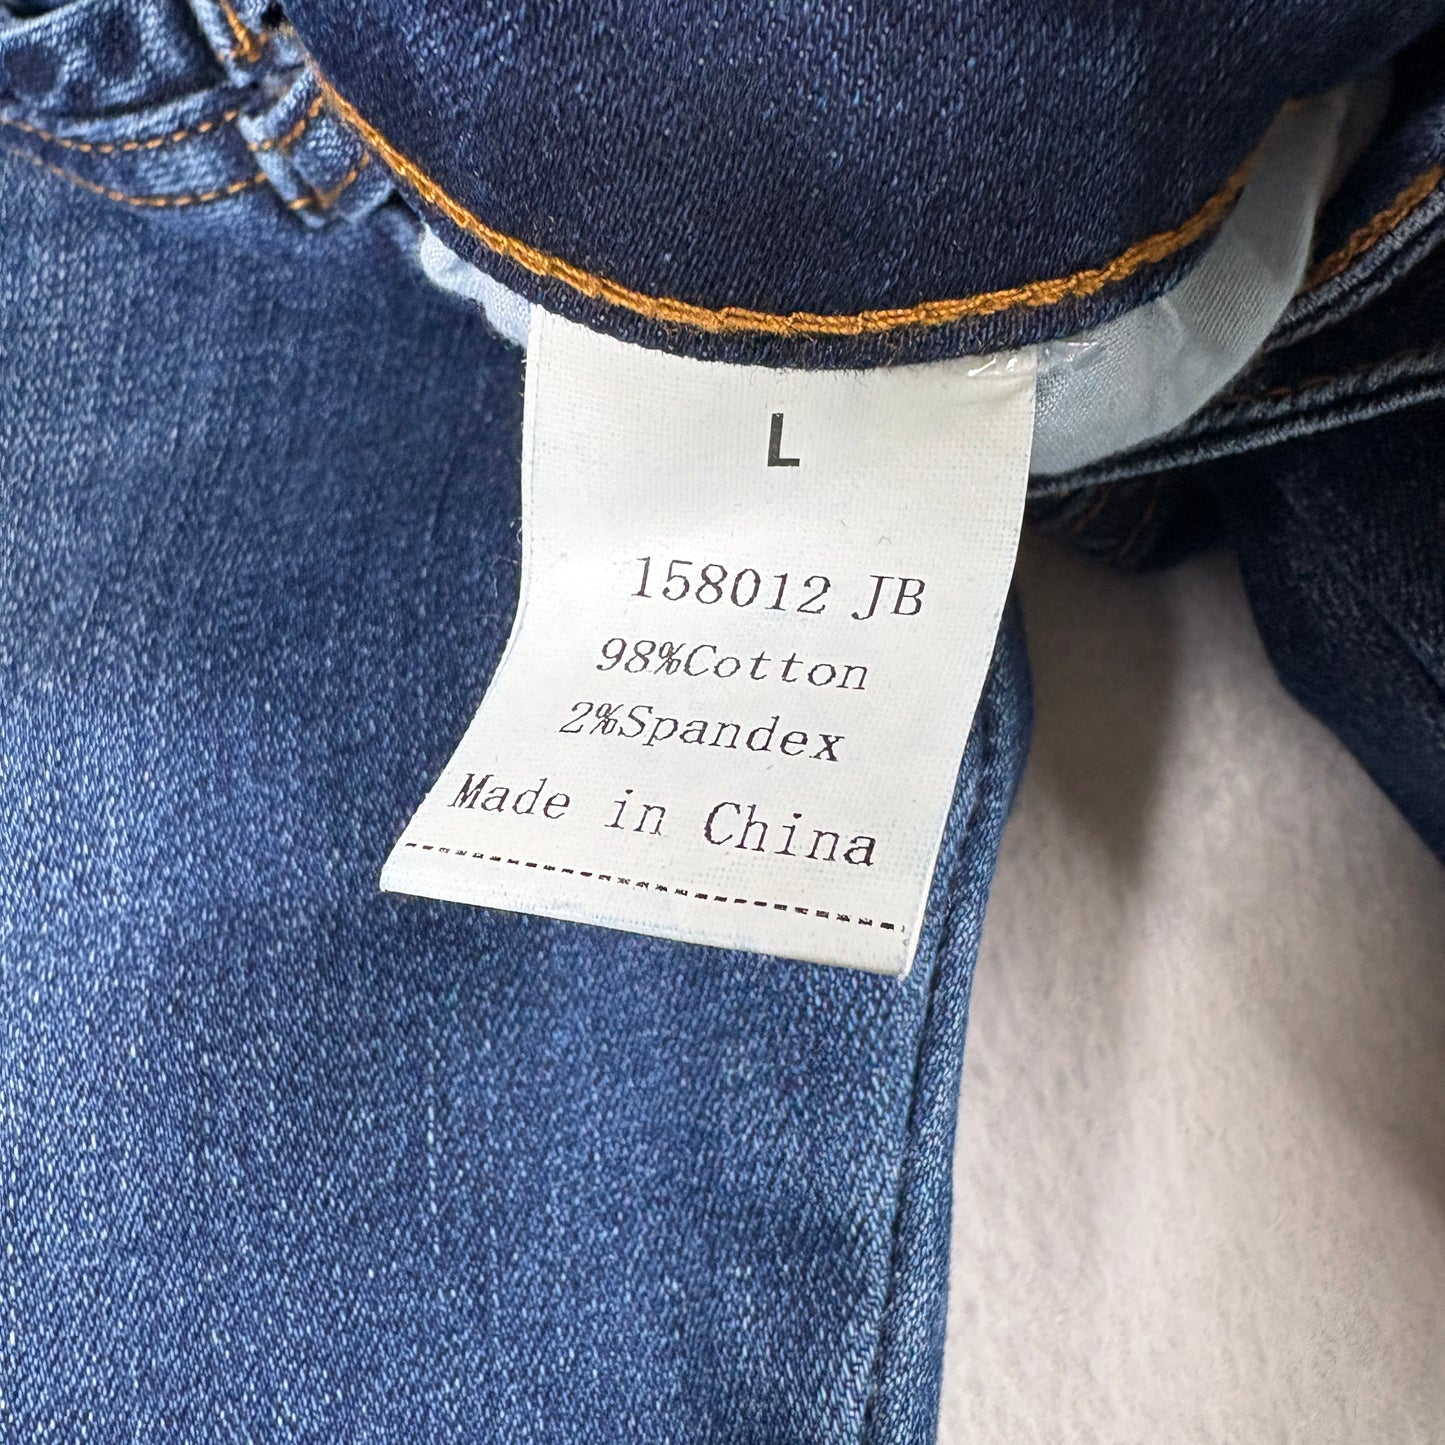 L
158012 JB
98%Cotton
2%Spandex
Made in China